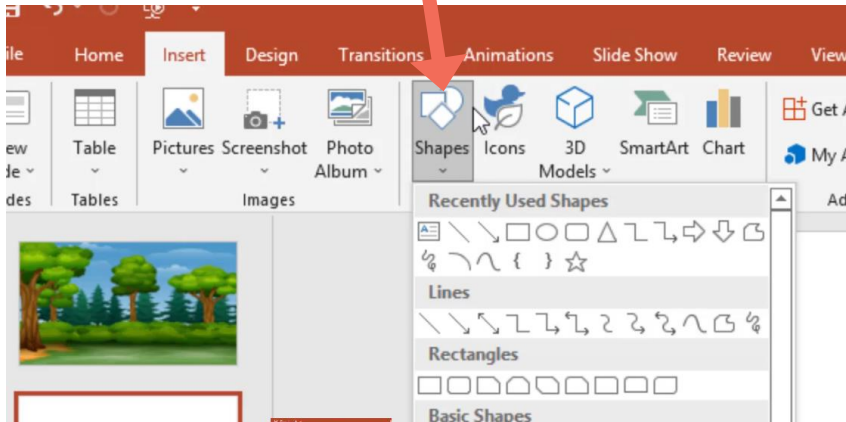 ile Home Insert Design Transitions Animations Slide Show Review View
ew Table Pictures Screenshot Photo Album Shapes Icons 3D Models SmartArt Chart Get A
de My A
des Tables Images Ad
Recently Used Shapes
Lines
Rectangles
Basic Shapes